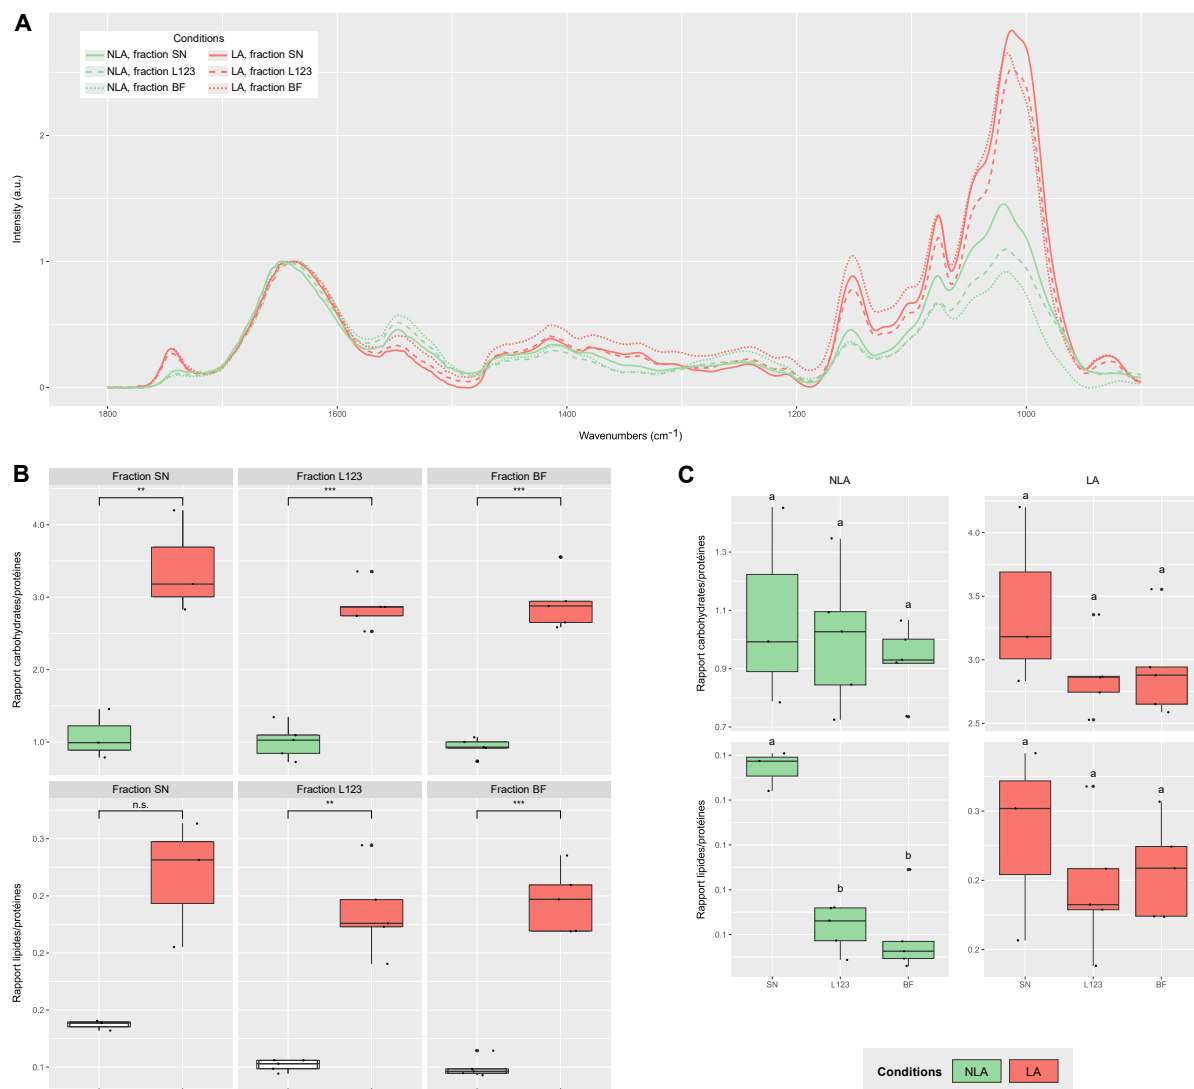 A
Conditions
NLA, fraction SN LA, fraction SN
NLA, fraction L123 LA, fraction L123
NLA, fraction BF LA, fraction BF
Intensity (a.u.)
2
1
0
1800 1600 1400 1200 1000
Wavenumbers (cm⁻¹)
B
Fraction SN Fraction L123 Fraction BF
** *** ***
Rapport carbohydrates/protéines
4.0
3.0
2.0
1.0
Fraction SN Fraction L123 Fraction BF
n.s. ** ***
Rapport lipides/protéines
0.3
0.2
0.2
0.2
0.1
C
NLA LA
Rapport carbohydrates/protéines
a a a
1.3
1.1
0.9
0.7
a a a
4.0
3.5
3.0
2.5
Rapport lipides/protéines
a b b
0.1
0.1
0.1
0.1
0.1
a a a
0.3
0.2
0.2
SN L123 BF SN L123 BF
Conditions NLA LA